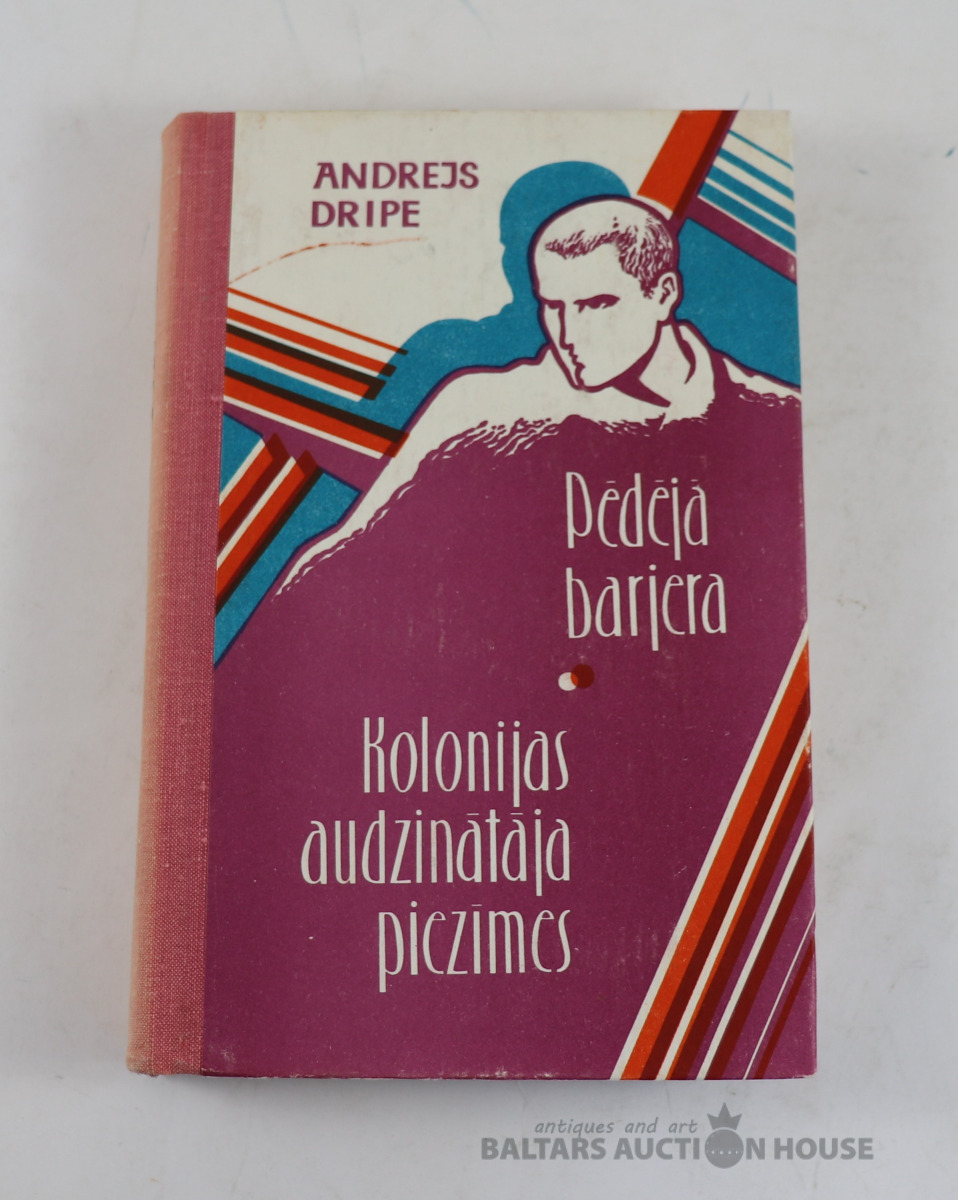 ANDREJS
DRIPE
Pēdējā
barjera
Kolonijas
audzinātāja
piezīmes
antiques and art
BALTARS AUCTION HOUSE